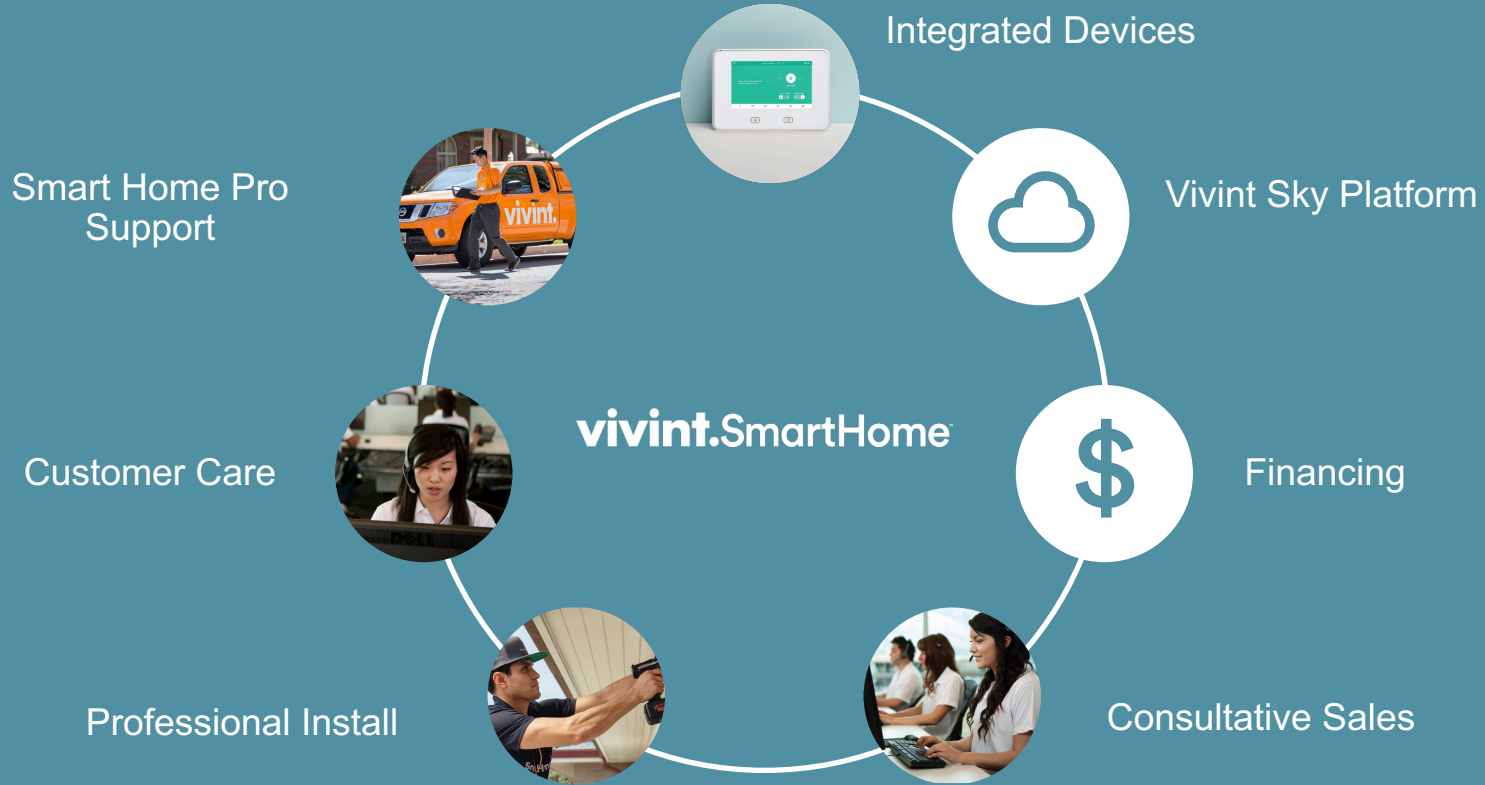 Integrated Devices
Smart Home Pro
Support
Vivint Sky Platform
vivint.
vivint.SmartHome
Customer Care
DELL
$
Financing
Professional Install
Consultative Sales